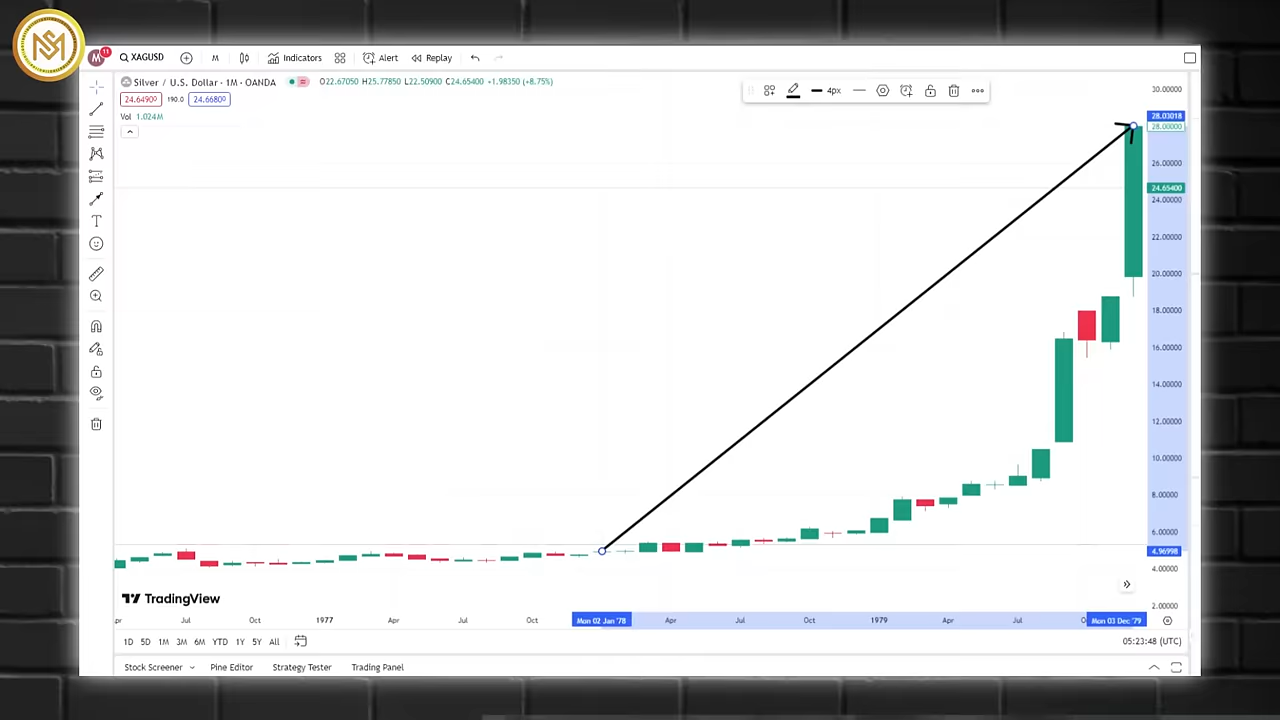 SM
M 11 XAGUSD M Indicators Alert Replay
Silver / U.S. Dollar · 1M · OANDA O22.67050 H25.77850 L22.50900 C24.65400 +1.98350 (+8.75%)
24.64900 190.0 24.66800
Vol 1.024M
4px
30.00000
28.03018
28.00000
26.00000
24.65400
24.00000
22.00000
20.00000
18.00000
16.00000
14.00000
12.00000
10.00000
8.00000
6.00000
4.96998
4.00000
2.00000
TradingView
pr Jul Oct 1977 Apr Jul Oct Mon 02 Jan '78 Apr Jul Oct 1979 Apr Jul O Mon 03 Dec '79
1D 5D 1M 3M 6M YTD 1Y 5Y All 05:23:48 (UTC)
Stock Screener Pine Editor Strategy Tester Trading Panel